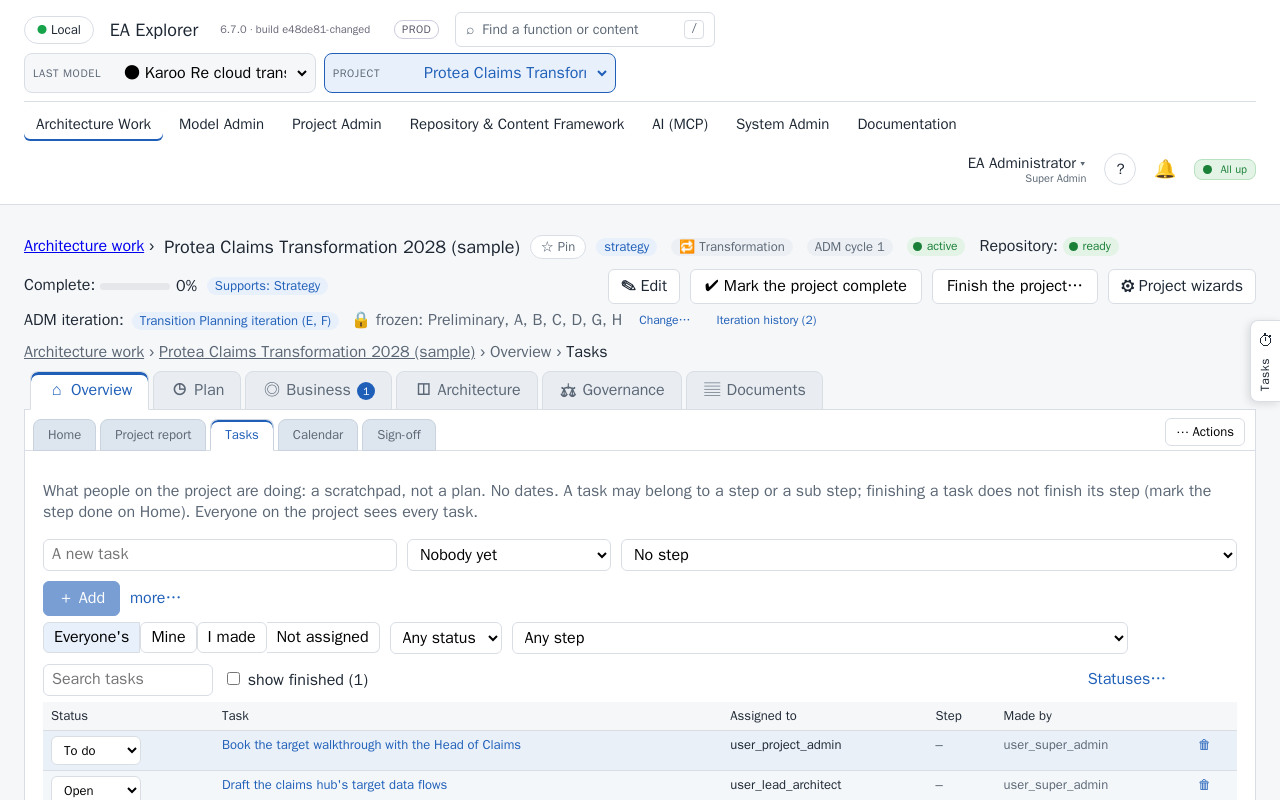 Local
EA Explorer
6.7.0 · build e48de81-changed
PROD
Find a function or content
/
LAST MODEL
Karoo Re cloud trans
PROJECT
Protea Claims Transfor
Architecture Work
Model Admin
Project Admin
Repository & Content Framework
AI (MCP)
System Admin
Documentation
EA Administrator
Super Admin
?
All up
Architecture work › Protea Claims Transformation 2028 (sample)
☆ Pin
strategy
Transformation
ADM cycle 1
active
Repository:
ready
Complete:
0%
Supports: Strategy
✎ Edit
✔ Mark the project complete
Finish the project···
⚙ Project wizards
ADM iteration:
Transition Planning iteration (E, F)
frozen: Preliminary, A, B, C, D, G, H
Change···
Iteration history (2)
Architecture work › Protea Claims Transformation 2028 (sample) › Overview › Tasks
Tasks
Overview
Plan
Business 1
Architecture
Governance
Documents
Home
Project report
Tasks
Calendar
Sign-off
··· Actions
What people on the project are doing: a scratchpad, not a plan. No dates. A task may belong to a step or a sub step; finishing a task does not finish its step (mark the
step done on Home). Everyone on the project sees every task.
A new task
Nobody yet
No step
+ Add
more···
Everyone's
Mine
I made
Not assigned
Any status
Any step
Search tasks
show finished (1)
Statuses···
Status
Task
Assigned to
Step
Made by
To do
Book the target walkthrough with the Head of Claims
user_project_admin
–
user_super_admin
Open
Draft the claims hub's target data flows
user_lead_architect
–
user_super_admin